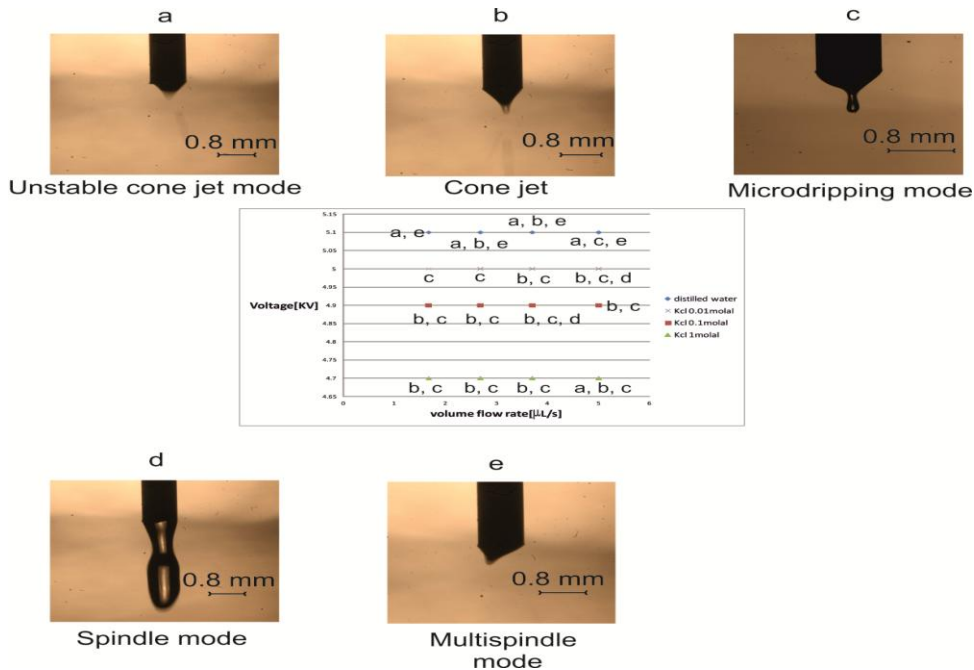 a
b
c
0.8 mm
0.8 mm
0.8 mm
Unstable cone jet mode
Cone jet
Microdripping mode
a, b, e
5.15
a, e
5.1
a, b, e
a, c, e
5.05
5
c
c
b, c
b, c, d
4.95
Voltage[KV]
4.9
b, c
4.85
b, c
b, c
b, c, d
distilled water
Kcl 0.01molal
Kcl 0.1molal
Kcl 1molal
4.8
4.75
4.7
b, c
b, c
b, c
a, b, c
4.65
0
1
2
3
4
5
6
volume flow rate[μL/s]
d
e
0.8 mm
0.8 mm
Spindle mode
Multispindle
mode